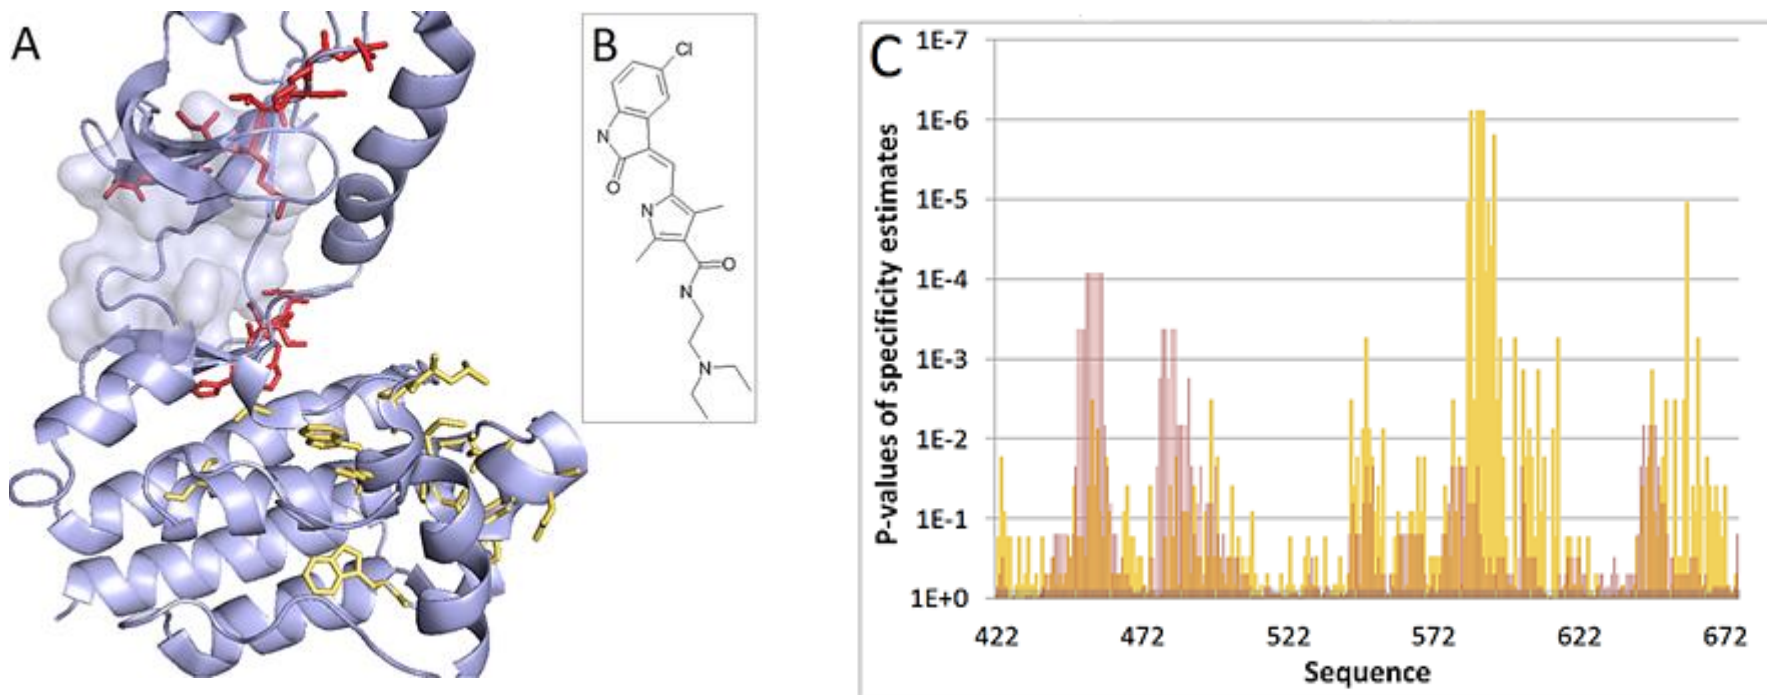 A
B
Cl
N
O
N
O
N
N
C
P-values of specificity estimates
1E-7
1E-6
1E-5
1E-4
1E-3
1E-2
1E-1
1E+0
422 472 522 572 622 672
Sequence